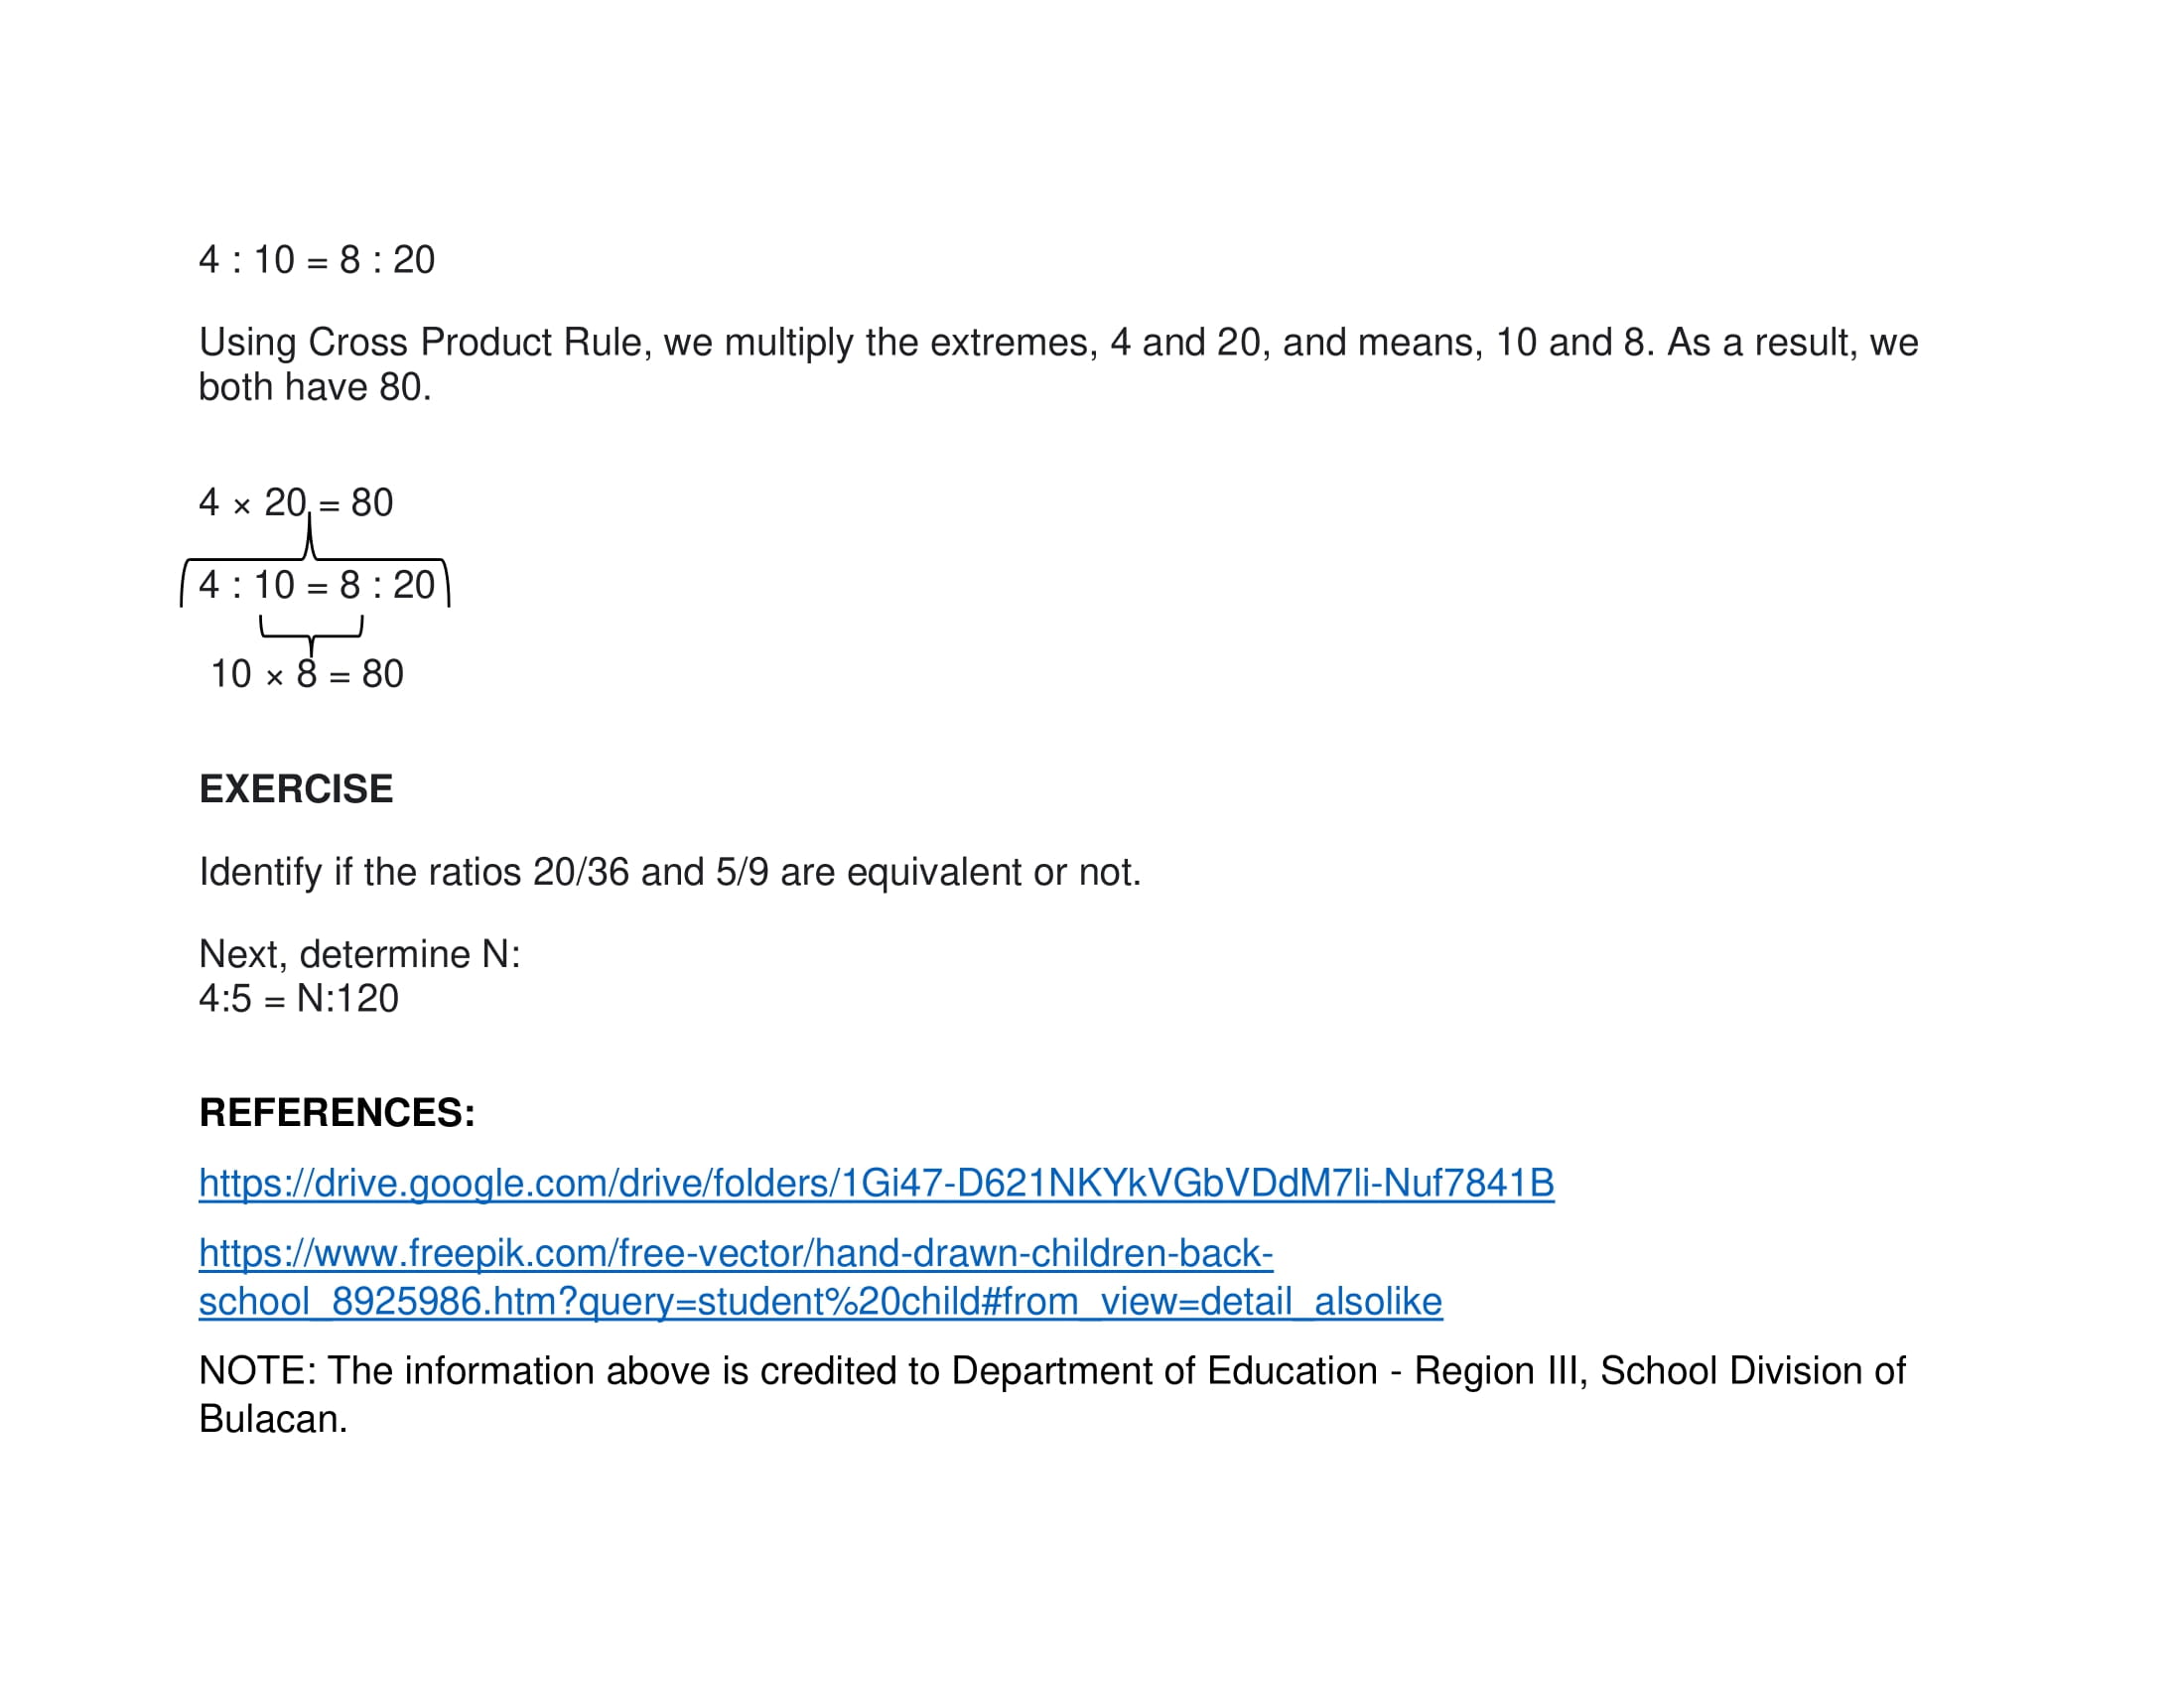 4 : 10 = 8 : 20
Using Cross Product Rule, we multiply the extremes, 4 and 20, and means, 10 and 8. As a result, we
both have 80.
4 × 20 = 80
4 : 10 = 8 : 20
10 × 8 = 80
EXERCISE
Identify if the ratios 20/36 and 5/9 are equivalent or not.
Next, determine N:
4:5 = N:120
REFERENCES:
https://drive.google.com/drive/folders/1Gi47-D621NKYkVGbVDdM7li-Nuf7841B
https://www.freepik.com/free-vector/hand-drawn-children-back-
school_8925986.htm?query=student%20child#from_view=detail_alsolike
NOTE: The information above is credited to Department of Education - Region III, School Division of
Bulacan.